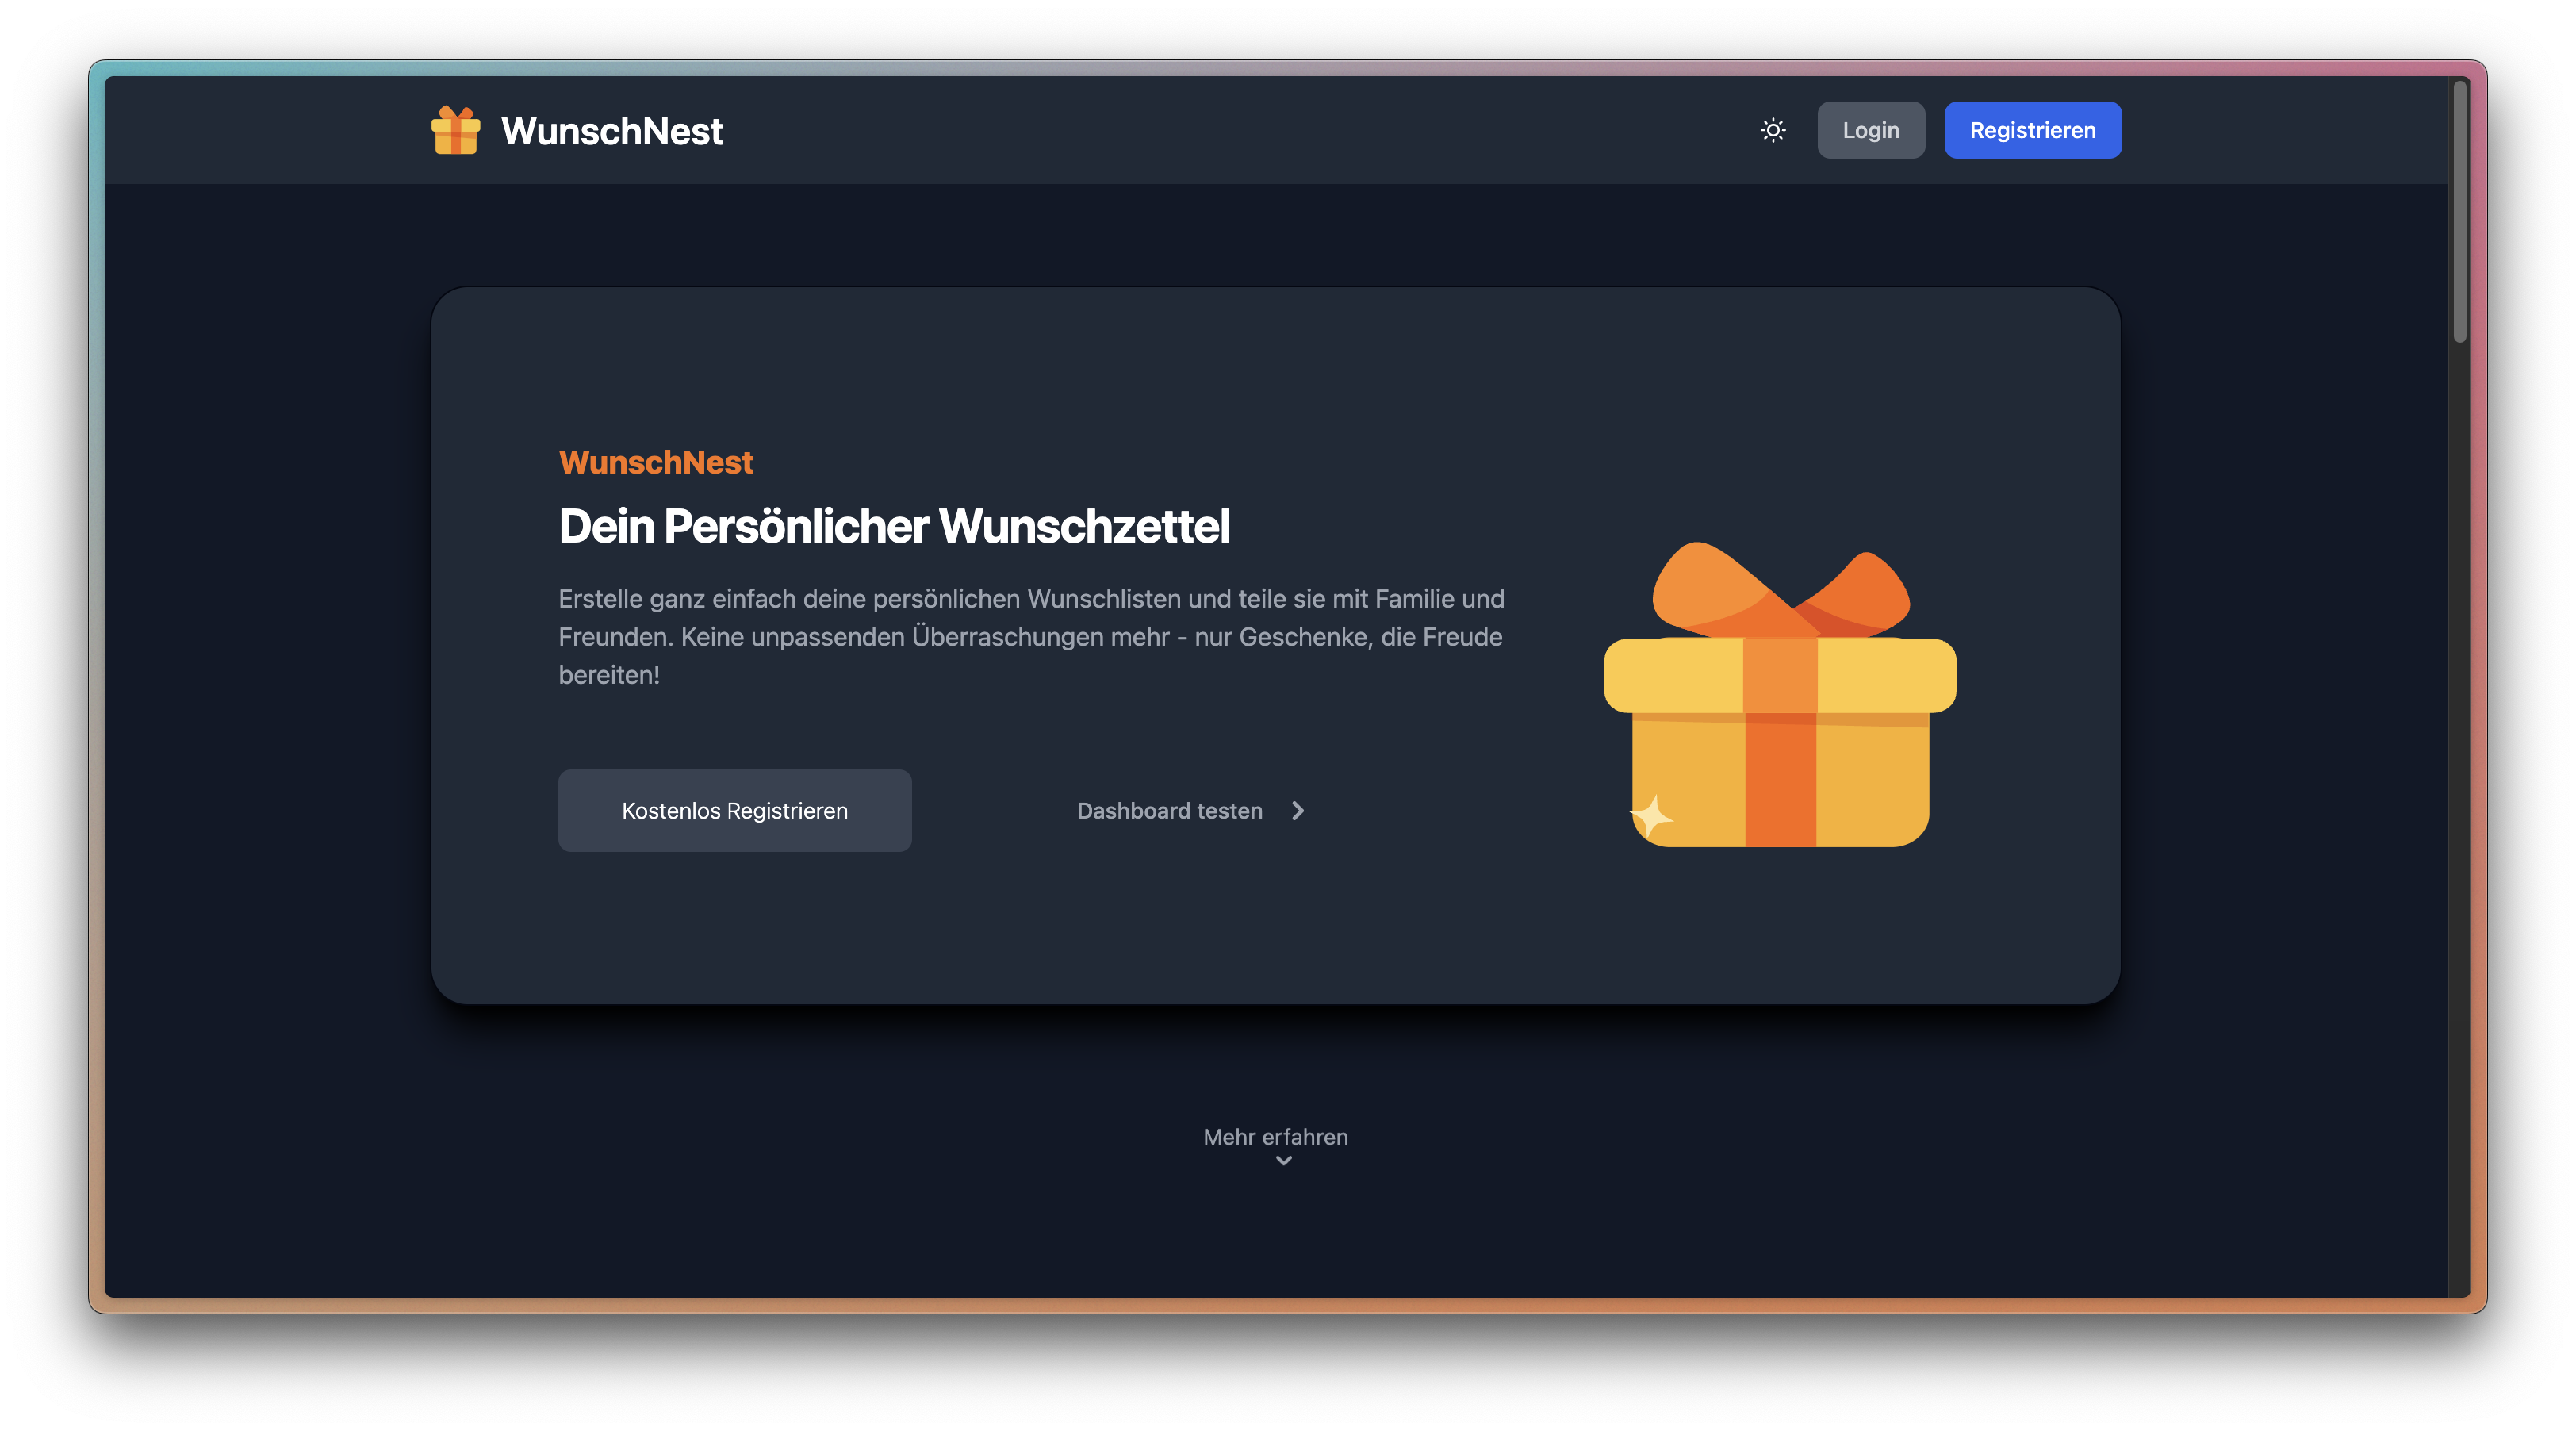 WunschNest
Login
Registrieren
WunschNest
Dein Persönlicher Wunschzettel
Erstelle ganz einfach deine persönlichen Wunschlisten und teile sie mit Familie und
Freunden. Keine unpassenden Überraschungen mehr - nur Geschenke, die Freude
bereiten!
Kostenlos Registrieren
Dashboard testen
Mehr erfahren